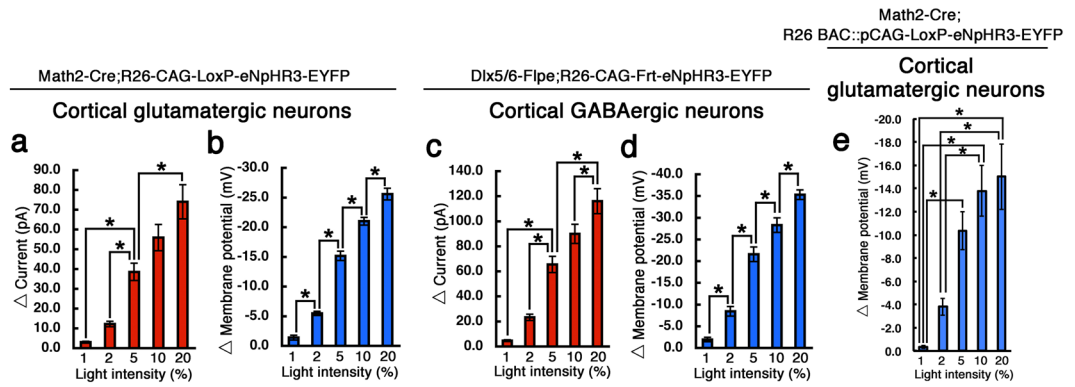 Math2-Cre;
R26 BAC::pCAG-LoxP-eNpHR3-EYFP
Math2-Cre;R26-CAG-LoxP-eNpHR3-EYFP
Dlx5/6-Flpe;R26-CAG-Frt-eNpHR3-EYFP
Cortical glutamatergic neurons
Cortical GABAergic neurons
Cortical
glutamatergic neurons
a
△ Current (pA)
90.0
80.0
70.0
60.0
50.0
40.0
30.0
20.0
10.0
0.0
* * *
1 2 5 10 20
Light intensity (%)
b
△ Membrane potential (mV)
-30.0
-25.0
-20.0
-15.0
-10.0
-5.0
0.0
* * * *
1 2 5 10 20
Light intensity (%)
c
△ Current (pA)
140.0
120.0
100.0
80.0
60.0
40.0
20.0
0.0
* * * *
1 2 5 10 20
Light intensity (%)
d
△ Membrane potential (mV)
-40.0
-35.0
-30.0
-25.0
-20.0
-15.0
-10.0
-5.0
0.0
* * * *
1 2 5 10 20
Light intensity (%)
e
△ Membrane potential (mV)
-20.0
-18.0
-16.0
-14.0
-12.0
-10.0
-8.0
-6.0
-4.0
-2.0
0.0
* * * * *
1 2 5 10 20
Light intensity (%)